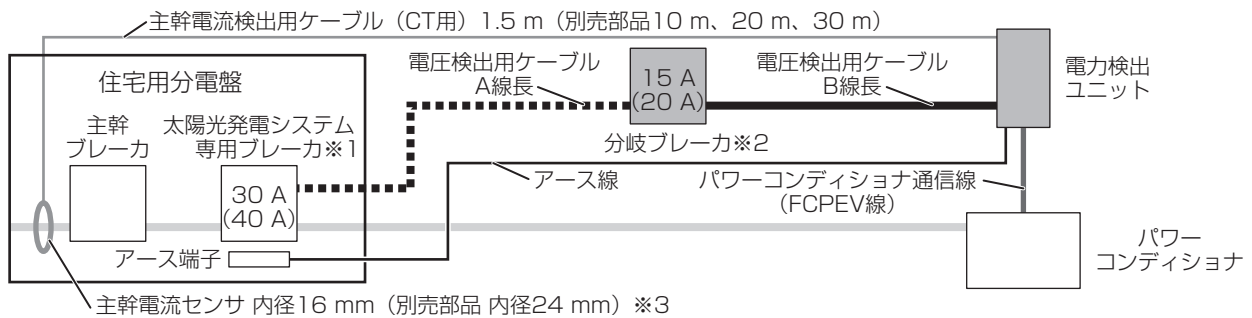 主幹電流検出用ケーブル（CT用）1.5 m（別売部品10 m、20 m、30 m）
住宅用分電盤
主幹
ブレーカ
太陽光発電システム
専用ブレーカ※1
30 A
(40 A)
アース端子
電圧検出用ケーブル
A線長
15 A
(20 A)
分岐ブレーカ※2
電圧検出用ケーブル
B線長
電力検出
ユニット
アース線
パワーコンディショナ通信線
（FCPEV線）
パワー
コンディショナ
主幹電流センサ 内径16 mm（別売部品 内径24 mm）※3